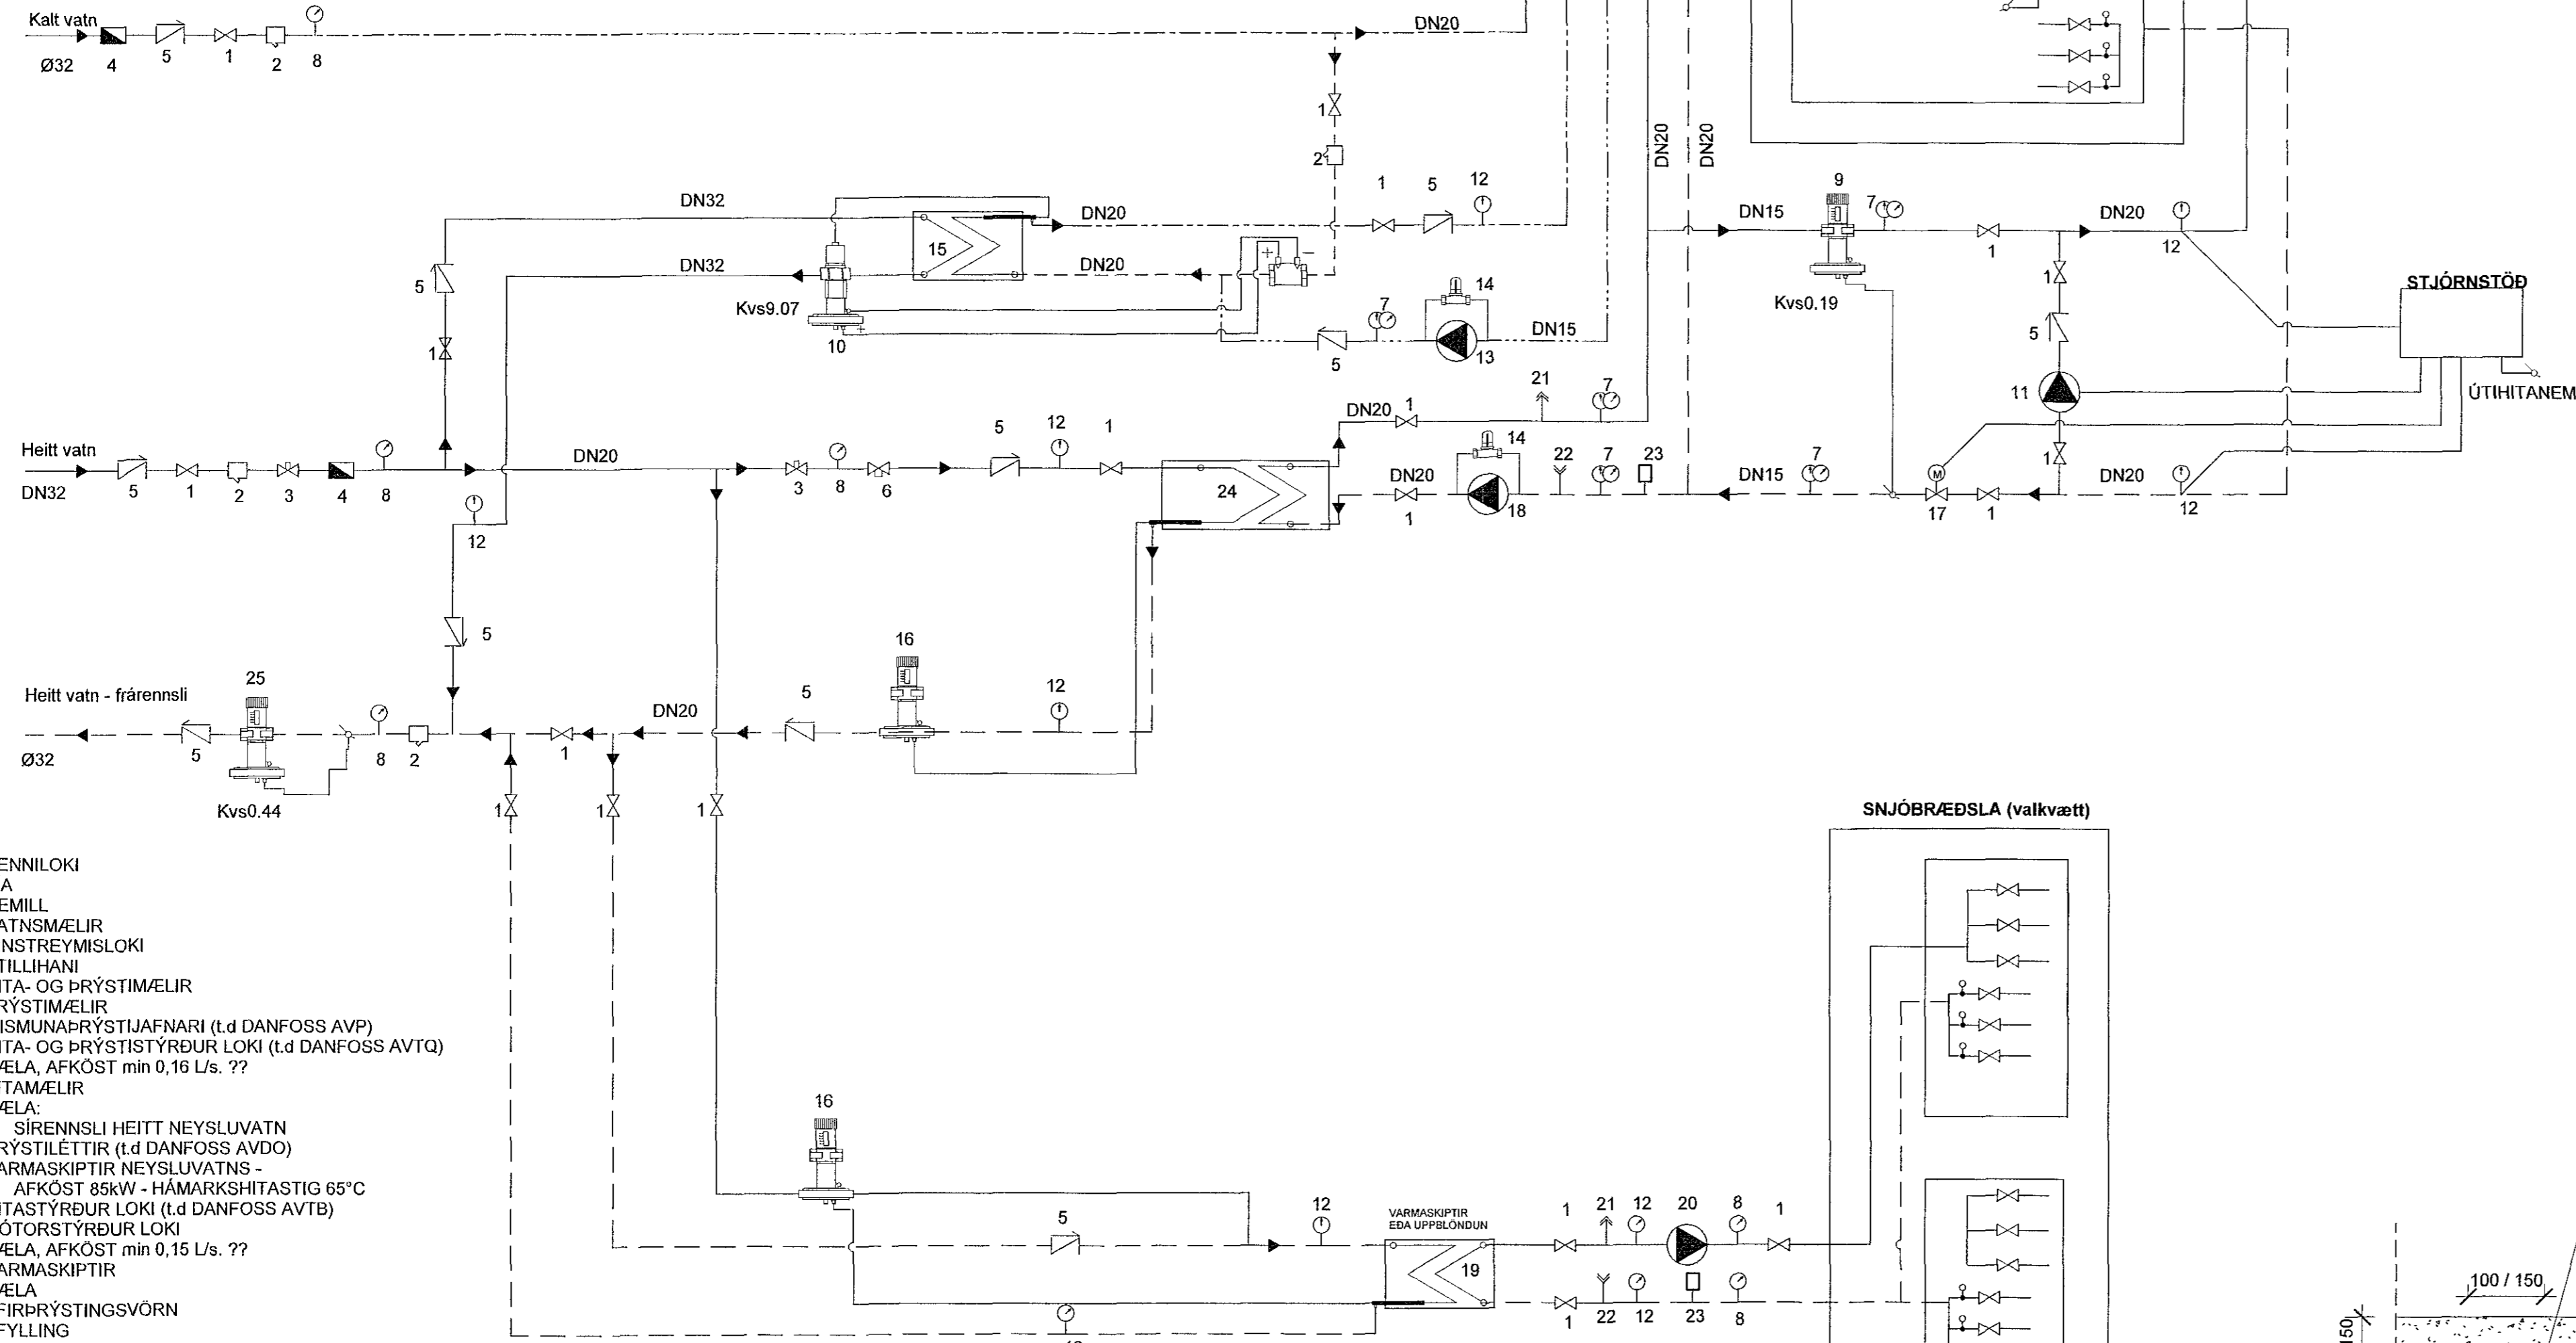 Kalt vatn
Ø32 4 5 1 2 8
DN20
1
2
DN20
DN20
DN32
15
DN20
1 5 12
DN32
DN20
+ −
5
Kvs9.07
10
+
1
7
14
DN15
5
13
DN15
9
7
1
DN20
12
Kvs0.19
1
5
11
1
STJÓRNSTÖÐ
ÚTIHITANEM
Heitt vatn
DN32
5 1 2 3 4 8
DN20
3 8 6
5 12 1
24
DN20 1
21
7
DN20
1
14
18
22 7 23
DN15
7
M
17 1
DN20
12
12
5
Heitt vatn - frárennsli
Ø32
5
25
Kvs0.44
8 2
1
DN20
5
16
12
1 1 1
ENNILOKI
A
EMILL
ATNSMÆLIR
NSTREYMISLOKI
TILLIHANI
ITA- OG ÞRÝSTIMÆLIR
RÝSTIMÆLIR
ISMUNAÞRÝSTIJAFNARI (t.d DANFOSS AVP)
ITA- OG ÞRÝSTISTÝRÐUR LOKI (t.d DANFOSS AVTQ)
ÆLA, AFKÖST min 0,16 L/s. ??
FTAMÆLIR
ÆLA:
SÍRENNSLI HEITT NEYSLUVATN
RÝSTILÉTTIR (t.d DANFOSS AVDO)
ARMASKIPTIR NEYSLUVATNS -
AFKÖST 85kW - HÁMARKSHITASTIG 65°C
ITASTÝRÐUR LOKI (t.d DANFOSS AVTB)
ÓTORSTÝRÐUR LOKI
ÆLA, AFKÖST min 0,15 L/s. ??
ARMASKIPTIR
ÆLA
FIRÞRÝSTINGSVÖRN
FYLLING
SNJÓBRÆÐSLA (valkvætt)
16
5
12
VARMASKIPTIR
EÐA UPPBLÖNDUN
19
1 21 12 20 8 1
1 22 12 23 8
100 / 150
150